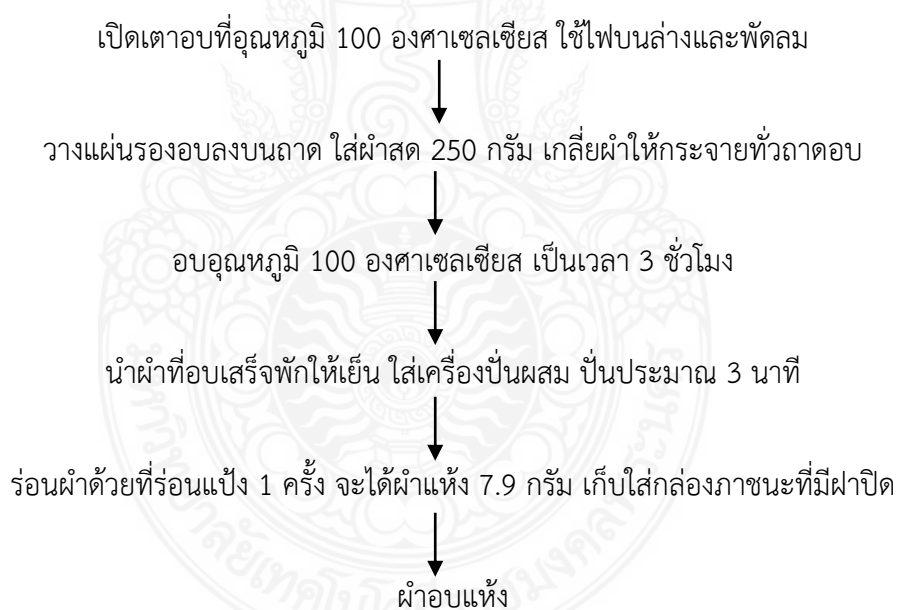 เปิดเตาอบที่อุณหภูมิ 100 องศาเซลเซียส ใช้ไฟบนล่างและพัดลม
วางแผ่นรองอบลงบนถาด ใส่ผำสด 250 กรัม เกลี่ยผำให้กระจายทั่วถาดอบ
อบอุณหภูมิ 100 องศาเซลเซียส เป็นเวลา 3 ชั่วโมง
นำผำที่อบเสร็จพักให้เย็น ใส่เครื่องปั่นผสม ปั่นประมาณ 3 นาที
ร่อนผำด้วยที่ร่อนแป้ง 1 ครั้ง จะได้ผำแห้ง 7.9 กรัม เก็บใส่กล่องภาชนะที่มีฝาปิด
ผำอบแห้ง